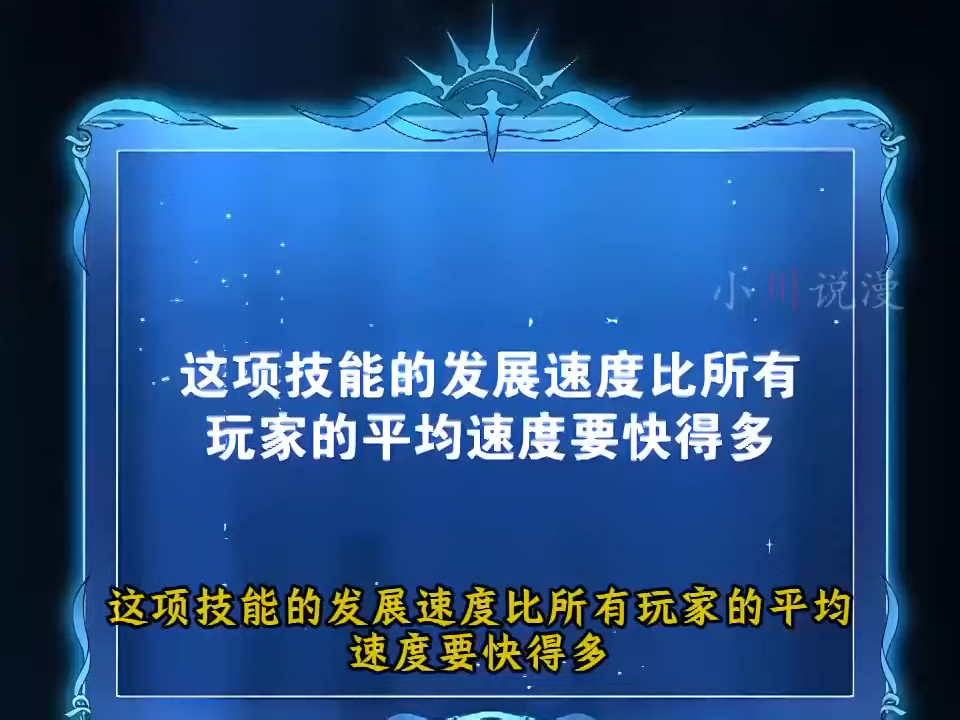 小川说漫
这项技能的发展速度比所有
玩家的平均速度要快得多
这项技能的发展速度比所有玩家的平均
速度要快得多